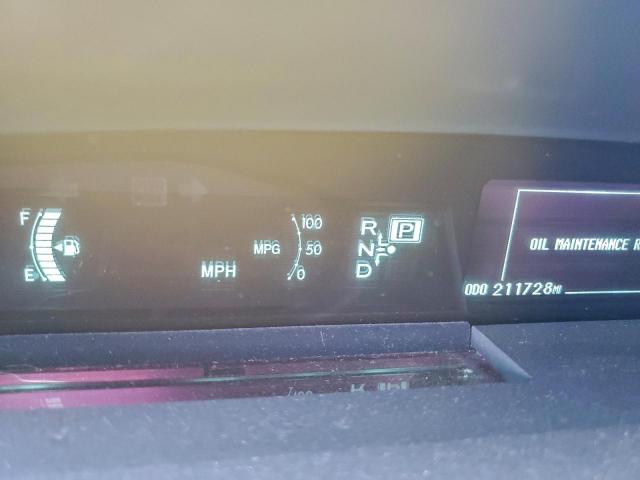 F
E
MPH
MPG
100
50
0
R
N
D
P
OIL MAINTENANCE R
ODO 211728MI